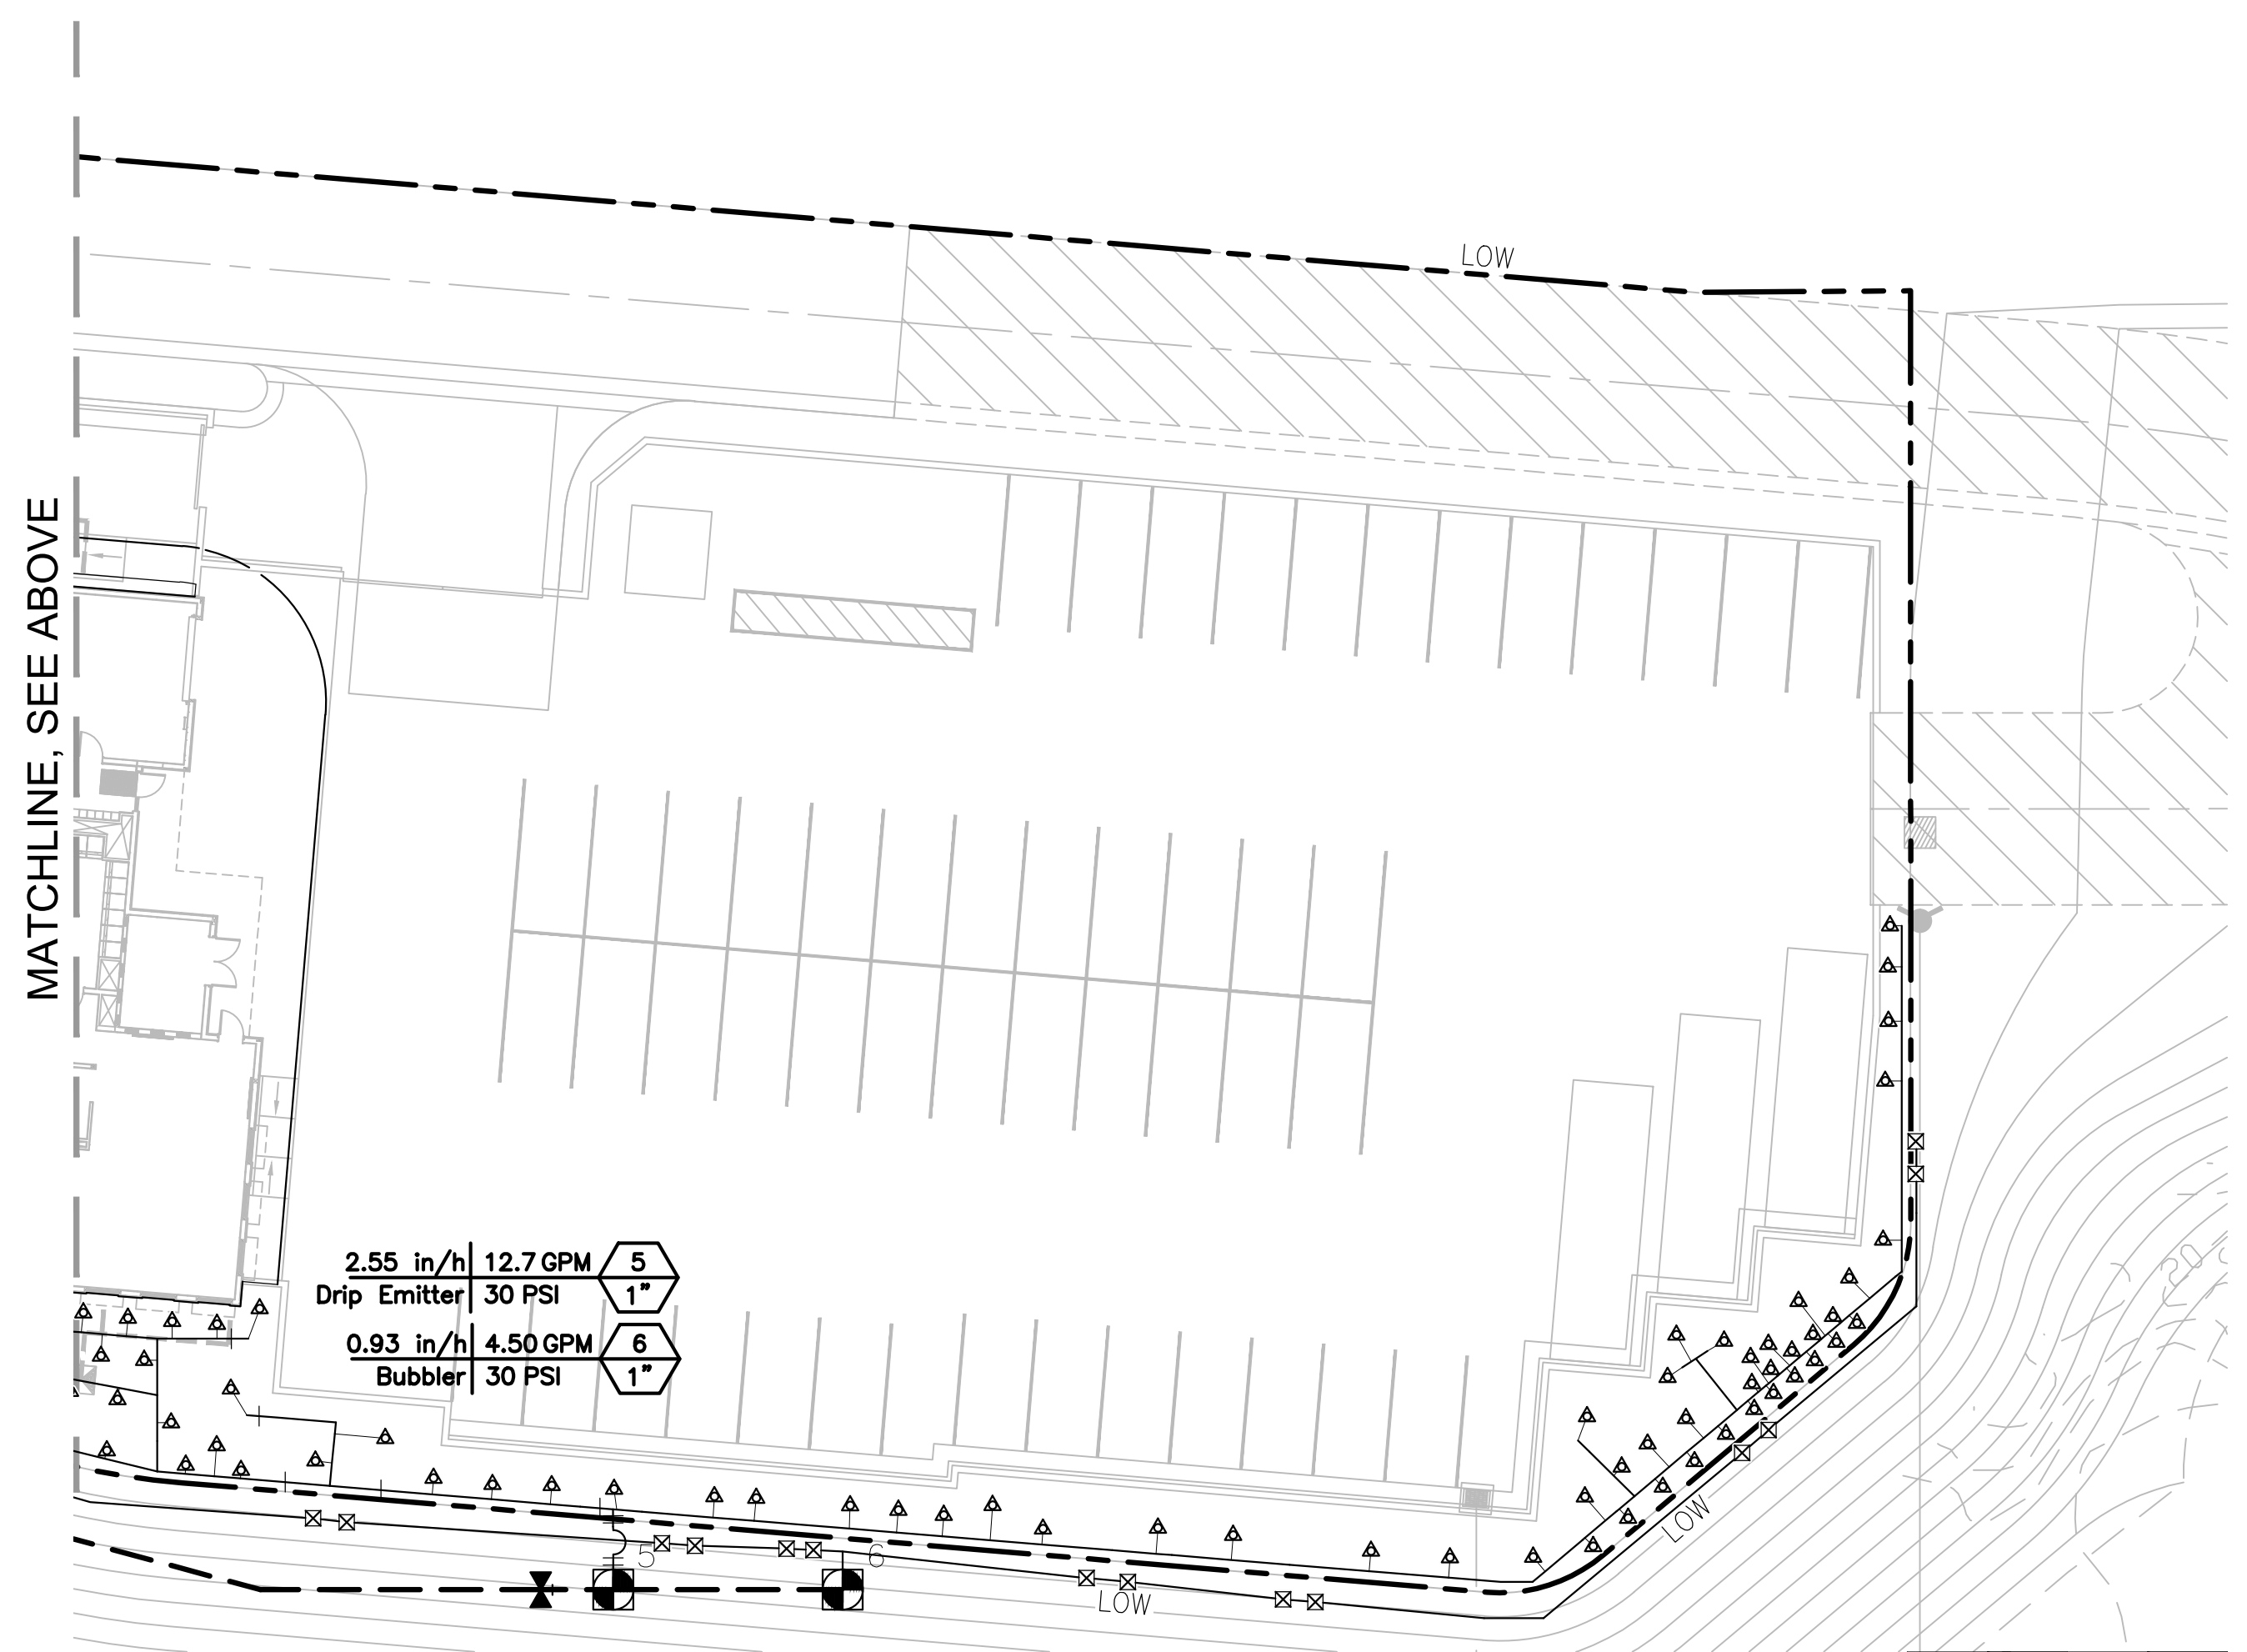 LOW
MATCHLINE, SEE ABOVE
2.55 in/h 12.7 GPM 5
Drip Emitter 30 PSI 1”
0.93 in/h 4.50 GPM 6
Bubbler 30 PSI 1”
LOW
5
6
LOW